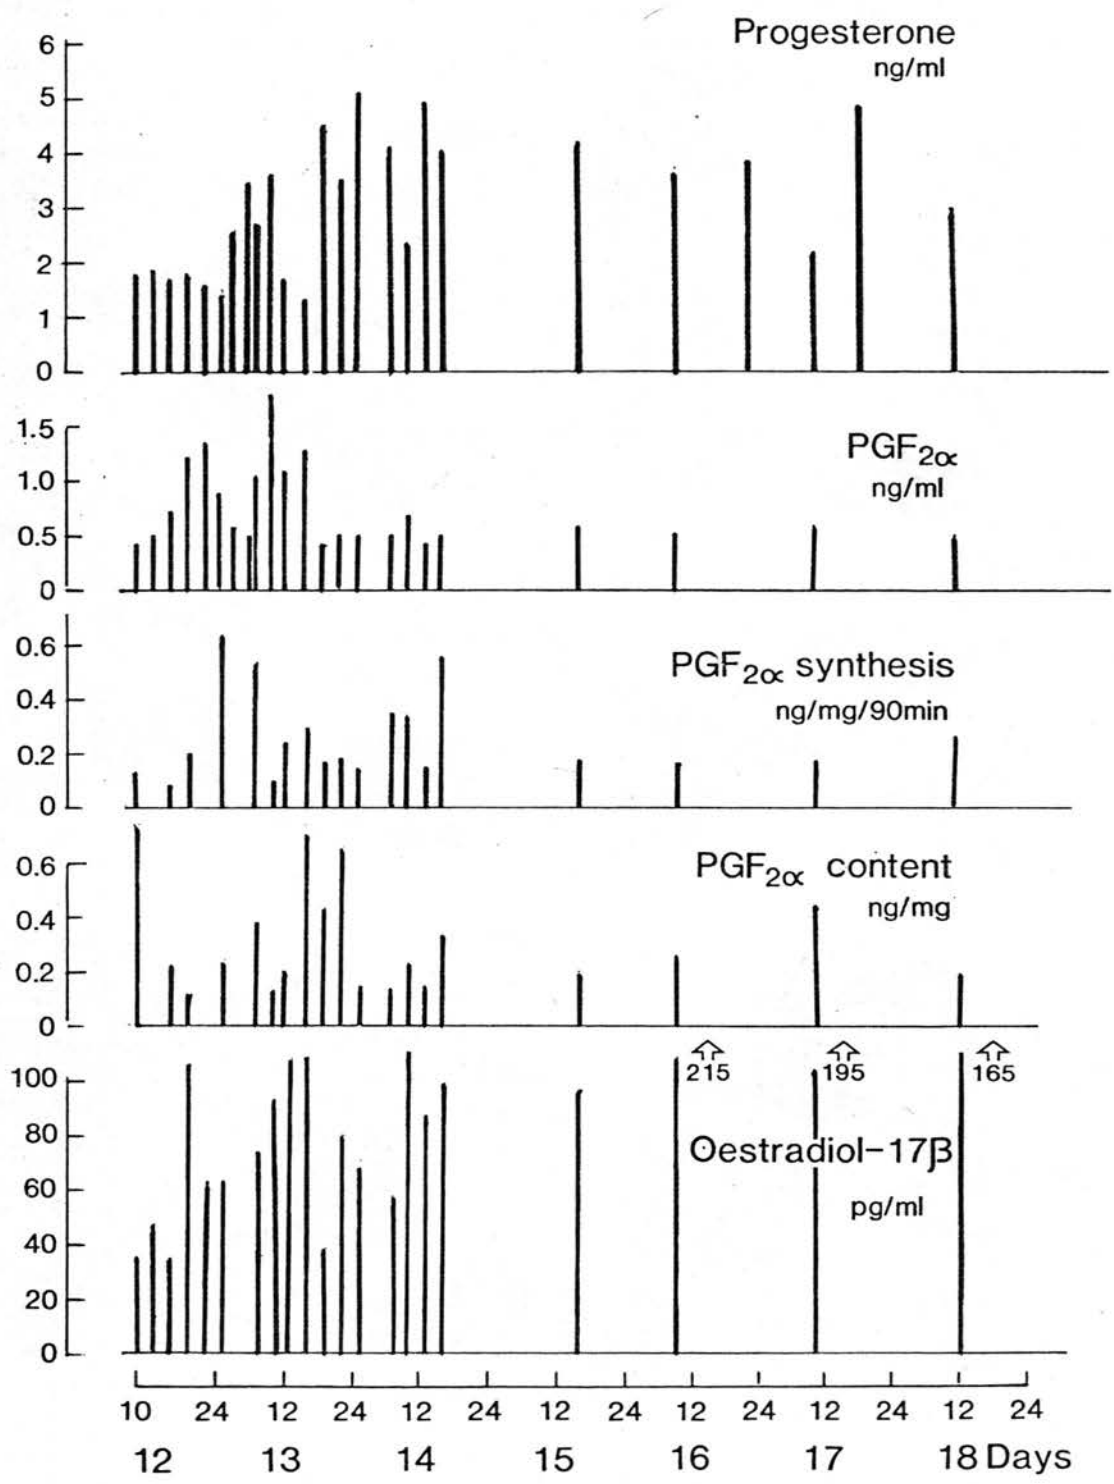 Progesterone
ng/ml
6
5
4
3
2
1
0
PGF₂α
ng/ml
1.5
1.0
0.5
0
PGF₂α synthesis
ng/mg/90min
0.6
0.4
0.2
0
PGF₂α content
ng/mg
0.6
0.4
0.2
0
215 195 165
Oestradiol-17β
pg/ml
100
80
60
40
20
0
10 24 12 24 12 24 12 24 12 24 12 24 12 24
12 13 14 15 16 17 18 Days